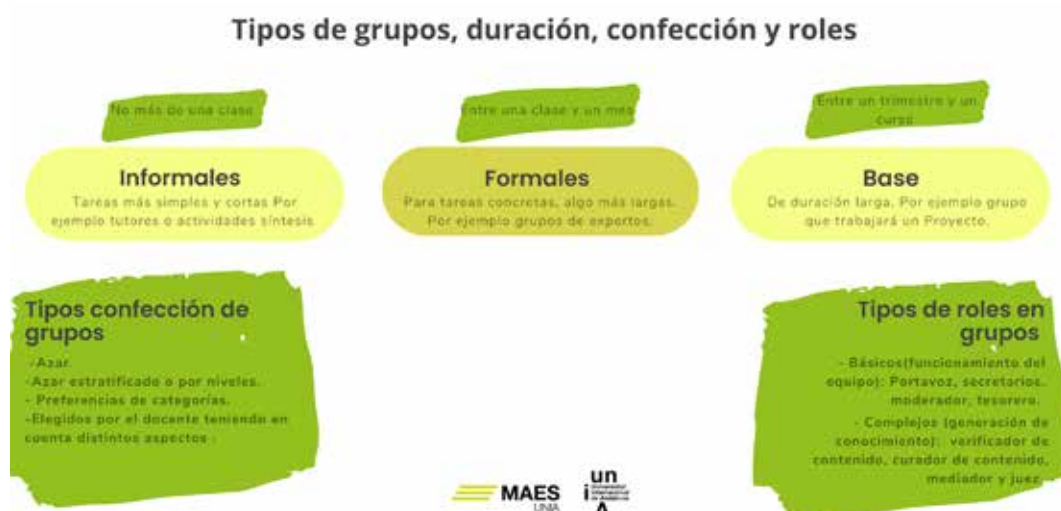 Tipos de grupos, duración, confección y roles
No más de una clase
Entre una clase y un mes
Entre un trimestre y un
curso
Informales
Tareas más simples y cortas Por
ejemplo tutores o actividades síntesis
Formales
Para tareas concretas, algo más largas.
Por ejemplo grupos de expertos.
Base
De duración larga. Por ejemplo grupo
que trabajará un Proyecto.
Tipos confección de
grupos
-Azar.
-Azar estratificado o por niveles.
- Preferencias de categorías.
-Elegidos por el docente teniendo en
cuenta distintos aspectos.
Tipos de roles en
grupos
- Básicos(funcionamiento del
equipo): Portavoz, secretarios,
moderador, tesorero.
- Complejos (generación de
conocimiento): verificador de
contenido, curador de contenido,
mediador y juez.
MAES
UNIA
un
i
A